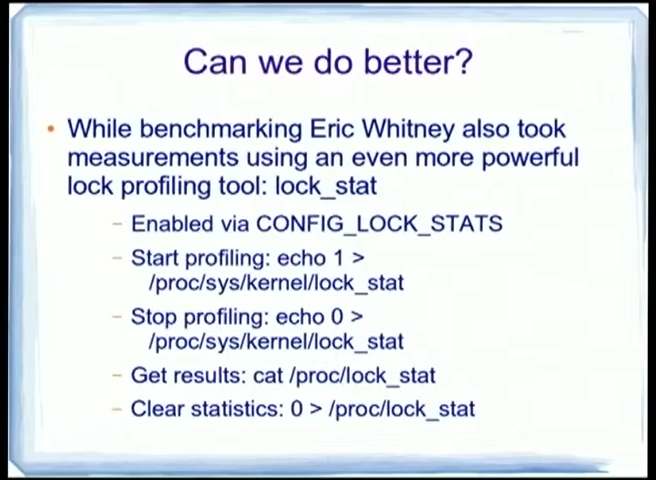 Can we do better?
• While benchmarking Eric Whitney also took
measurements using an even more powerful
lock profiling tool: lock_stat
– Enabled via CONFIG_LOCK_STATS
– Start profiling: echo 1 >
/proc/sys/kernel/lock_stat
– Stop profiling: echo 0 >
/proc/sys/kernel/lock_stat
– Get results: cat /proc/lock_stat
– Clear statistics: 0 > /proc/lock_stat